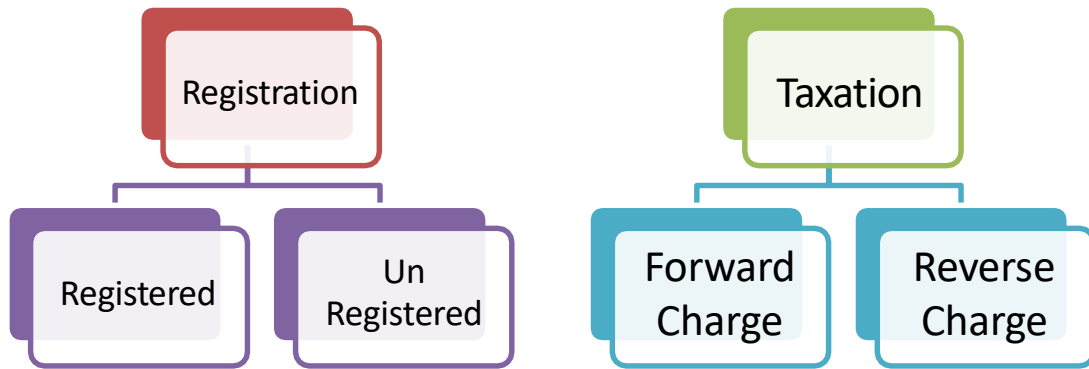 Registration
Taxation
Registered
Un
Registered
Forward
Charge
Reverse
Charge